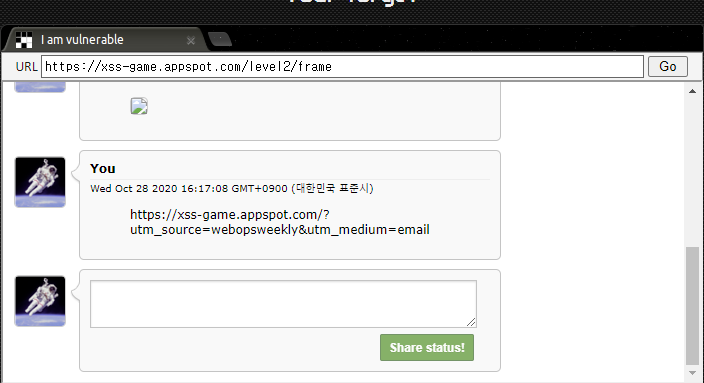 I am vulnerable
URL https://xss-game.appspot.com/level2/frame Go
You
Wed Oct 28 2020 16:17:08 GMT+0900 (대한민국 표준시)
https://xss-game.appspot.com/?
utm_source=webopsweekly&utm_medium=email
Share status!